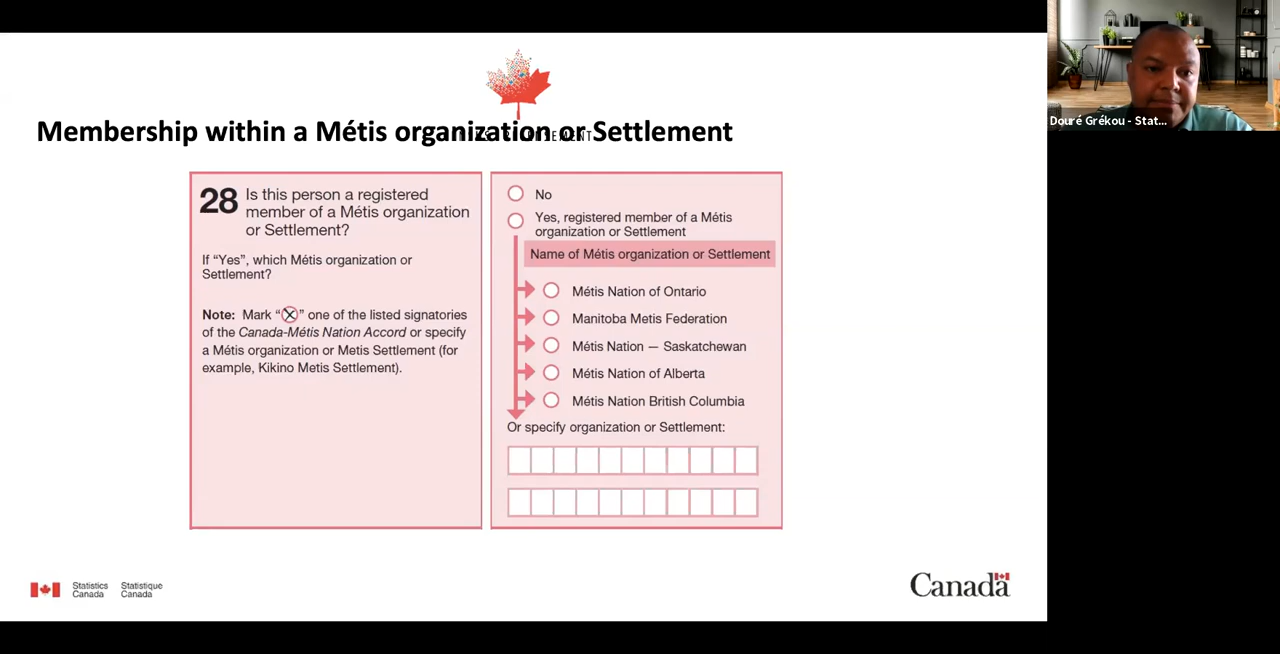 Membership within a Métis organization or Settlement
28 Is this person a registered
member of a Métis organization
or Settlement?
If “Yes”, which Métis organization or
Settlement?
Note: Mark “ ” one of the listed signatories
of the Canada-Métis Nation Accord or specify
a Métis organization or Metis Settlement (for
example, Kikino Metis Settlement).
No
Yes, registered member of a Métis
organization or Settlement
Name of Métis organization or Settlement
Métis Nation of Ontario
Manitoba Metis Federation
Métis Nation — Saskatchewan
Métis Nation of Alberta
Métis Nation British Columbia
Or specify organization or Settlement:
Statistics
Canada
Statistique
Canada
Canada
Douré Grékou - Stat...